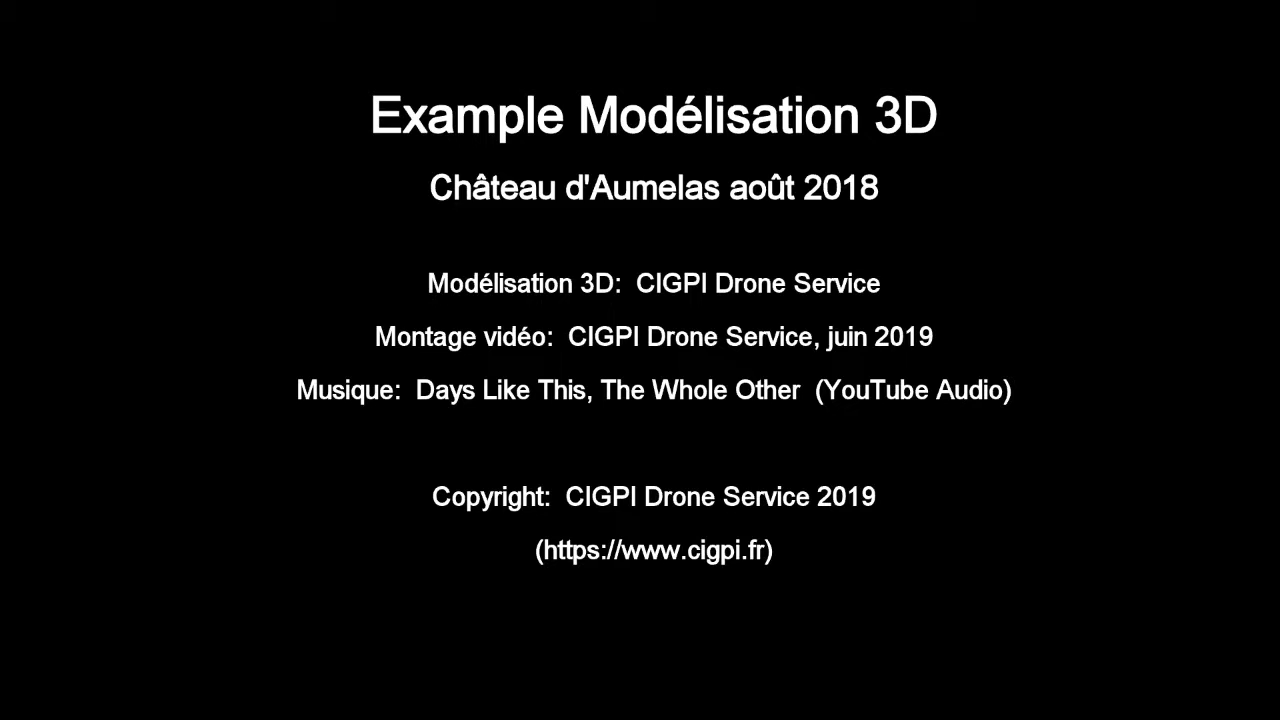 Example Modélisation 3D
Château d'Aumelas août 2018
Modélisation 3D:  CIGPI Drone Service
Montage vidéo:  CIGPI Drone Service, juin 2019
Musique:  Days Like This, The Whole Other  (YouTube Audio)
Copyright:  CIGPI Drone Service 2019
(https://www.cigpi.fr)